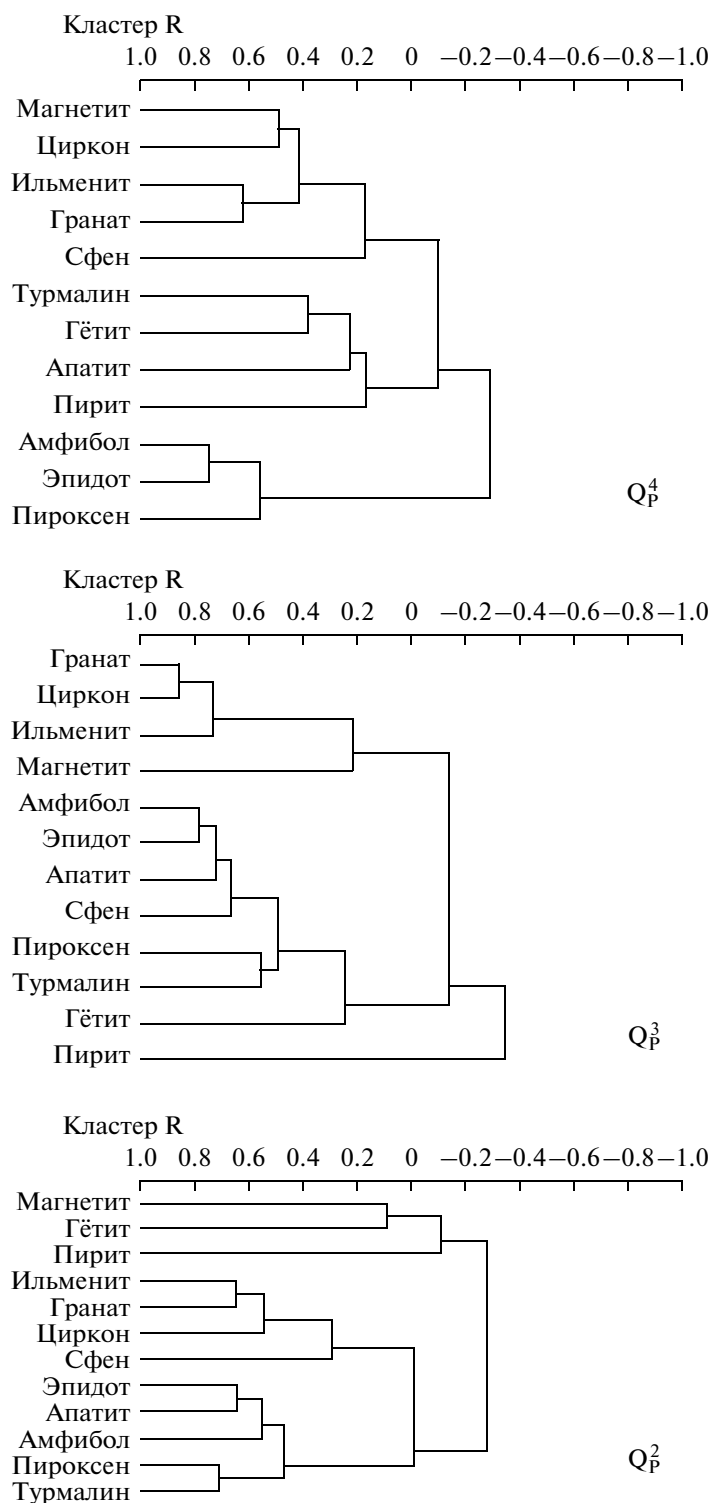 Кластер R
1.0 0.8 0.6 0.4 0.2 0 −0.2 −0.4 −0.6 −0.8 −1.0
Магнетит
Циркон
Ильменит
Гранат
Сфен
Турмалин
Гётит
Апатит
Пирит
Амфибол
Эпидот
Пироксен
Q⁴ₚ
Кластер R
1.0 0.8 0.6 0.4 0.2 0 −0.2 −0.4 −0.6 −0.8 −1.0
Гранат
Циркон
Ильменит
Магнетит
Амфибол
Эпидот
Апатит
Сфен
Пироксен
Турмалин
Гётит
Пирит
Q³ₚ
Кластер R
1.0 0.8 0.6 0.4 0.2 0 −0.2 −0.4 −0.6 −0.8 −1.0
Магнетит
Гётит
Пирит
Ильменит
Гранат
Циркон
Сфен
Эпидот
Апатит
Амфибол
Пироксен
Турмалин
Q²ₚ